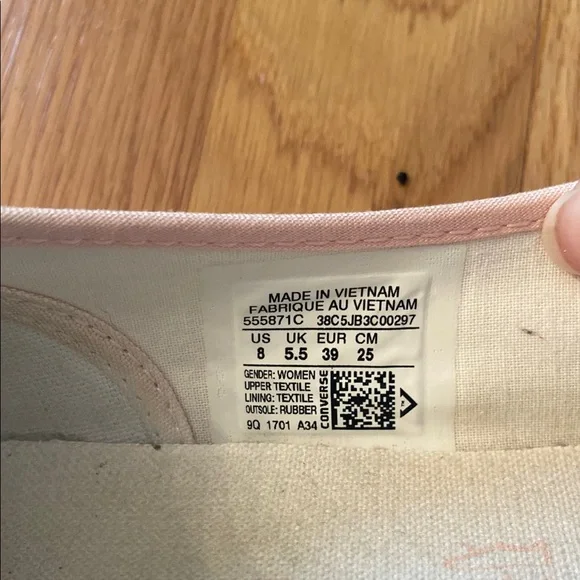 MADE IN VIETNAM
FABRIQUE AU VIETNAM
555871C 38C5JB3C00297
US UK EUR CM
8 5.5 39 25
GENDER: WOMEN
UPPER TEXTILE
LINING: TEXTILE
OUTSOLE: RUBBER
9Q 1701 A34
CONVERSE